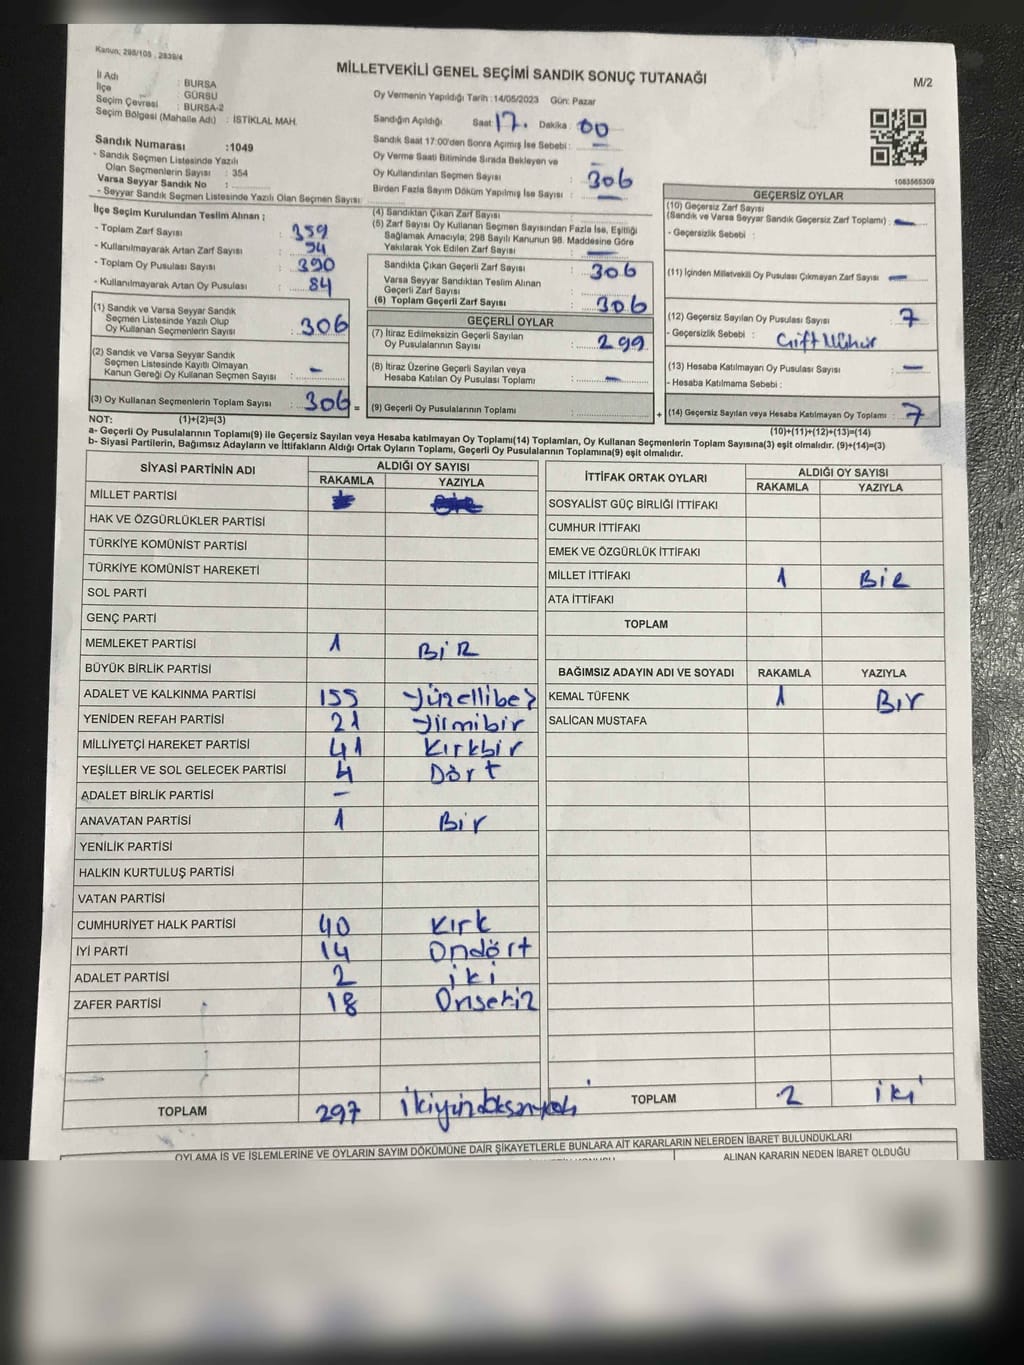 Kanun; 298/105 , 2839/4
MİLLETVEKİLİ GENEL SEÇİMİ SANDIK SONUÇ TUTANAĞI
M/2
İl Adı : BURSA
İlçe : GÜRSU
Seçim Çevresi : BURSA-2
Seçim Bölgesi (Mahalle Adı) : İSTİKLAL MAH.
Oy Vermenin Yapıldığı Tarih :14/05/2023 Gün: Pazar
Sandığın Açıldığı Saat 17. Dakika : 00
Sandık Saat 17:00'den Sonra Açılmış İse Sebebi : —
Oy Verme Saati Bitiminde Sırada Bekleyen ve
Oy Kullandırılan Seçmen Sayısı : —
306
Birden Fazla Sayım Döküm Yapılmış İse Sayısı : —
1083565309
Sandık Numarası :1049
- Sandık Seçmen Listesinde Yazılı
Olan Seçmenlerin Sayısı : 354
Varsa Seyyar Sandık No :
- Seyyar Sandık Seçmen Listesinde Yazılı Olan Seçmen Sayısı:
İlçe Seçim Kurulundan Teslim Alınan ;
- Toplam Zarf Sayısı : 359
- Kullanılmayarak Artan Zarf Sayısı : 54
- Toplam Oy Pusulası Sayısı : 390
- Kullanılmayarak Artan Oy Pusulası : 84
(1) Sandık ve Varsa Seyyar Sandık
Seçmen Listesinde Yazılı Olup
Oy Kullanan Seçmenlerin Sayısı : 306
(2) Sandık ve Varsa Seyyar Sandık
Seçmen Listesinde Kayıtlı Olmayan
Kanun Gereği Oy Kullanan Seçmen Sayısı : -
(3) Oy Kullanan Seçmenlerin Toplam Sayısı : 306 =
(4) Sandıktan Çıkan Zarf Sayısı :
(5) Zarf Sayısı Oy Kullanan Seçmen Sayısından Fazla İse, Eşitliği
Sağlamak Amacıyla; 298 Sayılı Kanunun 98. Maddesine Göre
Yakılarak Yok Edilen Zarf Sayısı : —
Sandıkta Çıkan Geçerli Zarf Sayısı : 306
Varsa Seyyar Sandıktan Teslim Alınan
Geçerli Zarf Sayısı :
(6) Toplam Geçerli Zarf Sayısı : 306
GEÇERLİ OYLAR
(7) İtiraz Edilmeksizin Geçerli Sayılan
Oy Pusulalarının Sayısı : 299
(8) İtiraz Üzerine Geçerli Sayılan veya
Hesaba Katılan Oy Pusulası Toplamı : —
(9) Geçerli Oy Pusulalarının Toplamı : +
GEÇERSİZ OYLAR
(10) Geçersiz Zarf Sayısı
(Sandık ve Varsa Seyyar Sandık Geçersiz Zarf Toplamı) : —
- Geçersizlik Sebebi :
(11) İçinden Milletvekili Oy Pusulası Çıkmayan Zarf Sayısı : —
(12) Geçersiz Sayılan Oy Pusulası Sayısı : 7
- Geçersizlik Sebebi : Çift Mühür
(13) Hesaba Katılmayan Oy Pusulası Sayısı : —
- Hesaba Katılmama Sebebi :
(14) Geçersiz Sayılan veya Hesaba Katılmayan Oy Toplamı : 7
NOT: (1)+(2)=(3)
(10)+(11)+(12)+(13)=(14)
a- Geçerli Oy Pusulalarının Toplamı(9) ile Geçersiz Sayılan veya Hesaba katılmayan Oy Toplamı(14) Toplamları, Oy Kullanan Seçmenlerin Toplam Sayısına(3) eşit olmalıdır. (9)+(14)=(3)
b- Siyasi Partilerin, Bağımsız Adayların ve İttifakların Aldığı Ortak Oyların Toplamı, Geçerli Oy Pusulalarının Toplamına(9) eşit olmalıdır.
SİYASİ PARTİNİN ADI ALDIĞI OY SAYISI
RAKAMLA YAZIYLA
MİLLET PARTİSİ
HAK VE ÖZGÜRLÜKLER PARTİSİ
TÜRKİYE KOMÜNİST PARTİSİ
TÜRKİYE KOMÜNİST HAREKETİ
SOL PARTİ
GENÇ PARTİ
MEMLEKET PARTİSİ 1 BİR
BÜYÜK BİRLİK PARTİSİ
ADALET VE KALKINMA PARTİSİ 155 Yüzellibeş
YENİDEN REFAH PARTİSİ 21 Yirmibir
MİLLİYETÇİ HAREKET PARTİSİ 41 Kırkbir
YEŞİLLER VE SOL GELECEK PARTİSİ 4 Dört
ADALET BİRLİK PARTİSİ -
ANAVATAN PARTİSİ 1 Bir
YENİLİK PARTİSİ
HALKIN KURTULUŞ PARTİSİ
VATAN PARTİSİ
CUMHURİYET HALK PARTİSİ 40 Kırk
İYİ PARTİ 14 Ondört
ADALET PARTİSİ 2 iki
ZAFER PARTİSİ 18 Onsekiz
TOPLAM 297
İTTİFAK ORTAK OYLARI ALDIĞI OY SAYISI
RAKAMLA YAZIYLA
SOSYALİST GÜÇ BİRLİĞİ İTTİFAKI
CUMHUR İTTİFAKI
EMEK VE ÖZGÜRLÜK İTTİFAKI
MİLLET İTTİFAKI 1 BİR
ATA İTTİFAKI
TOPLAM
BAĞIMSIZ ADAYIN ADI VE SOYADI RAKAMLA YAZIYLA
KEMAL TÜFENK 1 BIr
SALİCAN MUSTAFA
TOPLAM 2 iki
OYLAMA İŞ VE İŞLEMLERİNE VE OYLARIN SAYIM DÖKÜMÜNE DAİR ŞİKAYETLERLE BUNLARA AİT KARARLARIN NELERDEN İBARET BULUNDUKLARI
ALINAN KARARIN NEDEN İBARET OLDUĞU